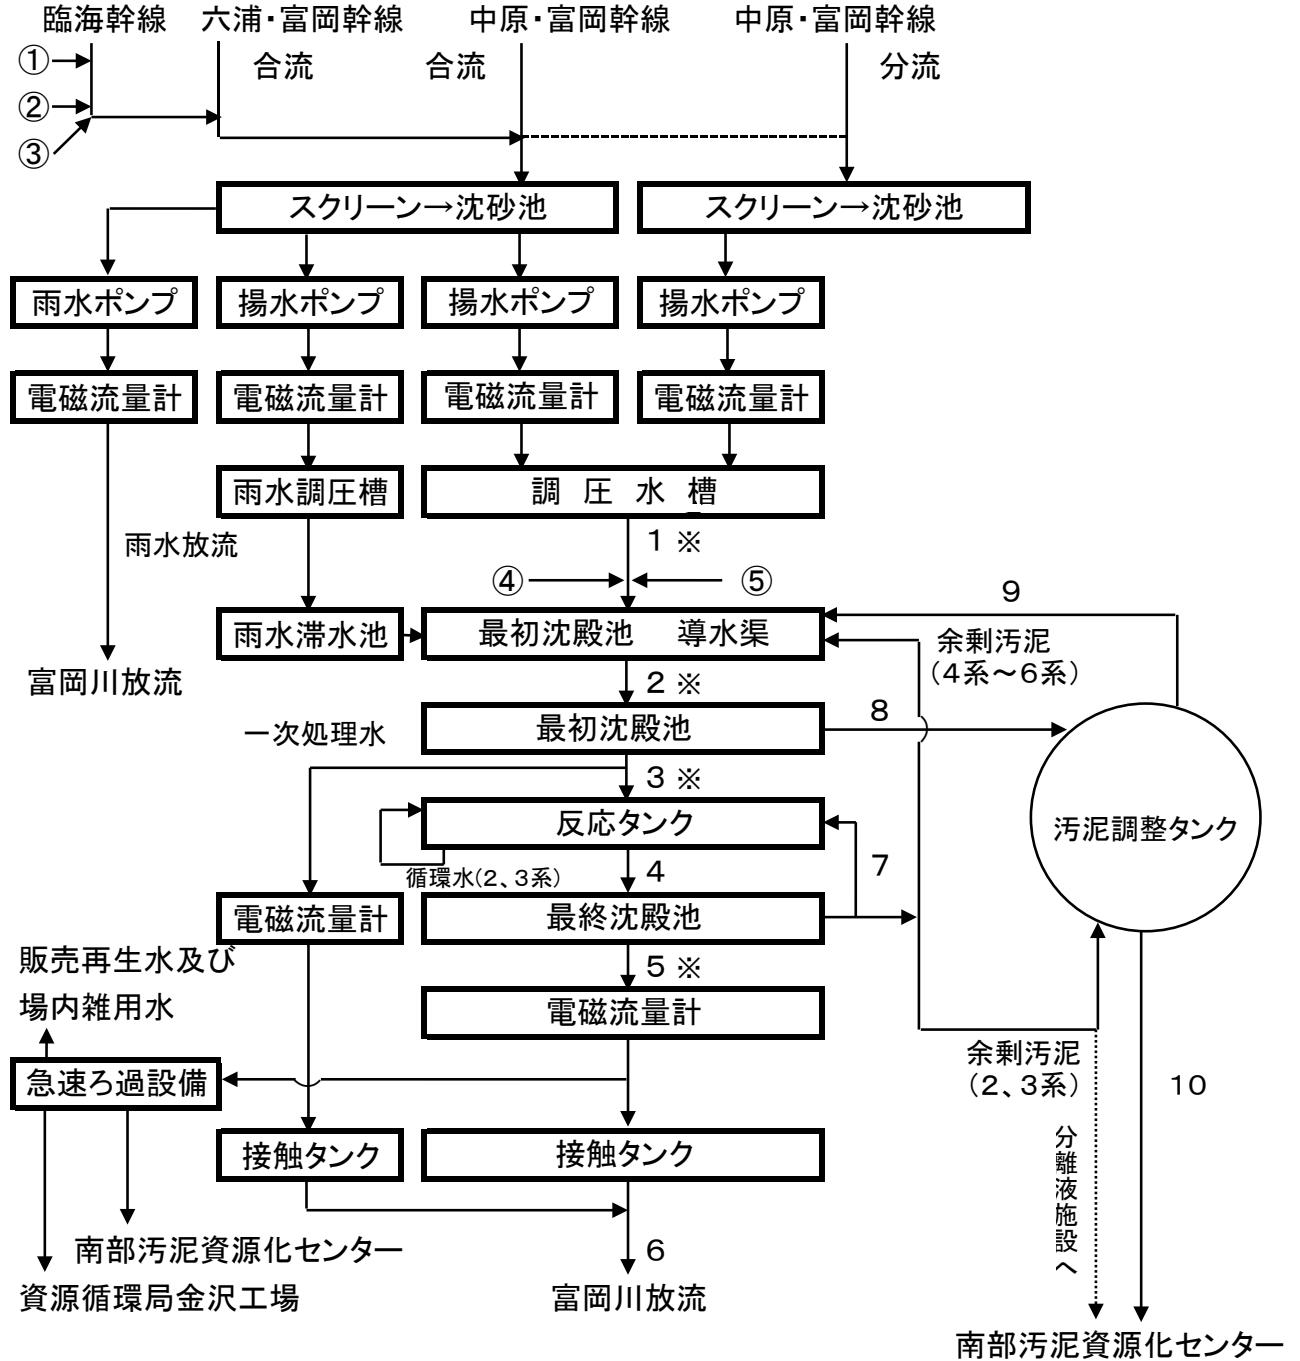 臨海幹線
六浦・富岡幹線
中原・富岡幹線
中原・富岡幹線
①
合流
合流
分流
②
③
スクリーン→沈砂池
スクリーン→沈砂池
雨水ポンプ
揚水ポンプ
揚水ポンプ
揚水ポンプ
電磁流量計
電磁流量計
電磁流量計
電磁流量計
雨水調圧槽
調圧水槽
雨水放流
1 ※
④
⑤
9
雨水滞水池
最初沈殿池 導水渠
余剰汚泥
(4系~6系)
富岡川放流
2 ※
8
一次処理水
最初沈殿池
3 ※
反応タンク
汚泥調整タンク
循環水(2、3系)
4
7
電磁流量計
最終沈殿池
販売再生水及び
場内雑用水
5 ※
電磁流量計
急速ろ過設備
余剰汚泥
(2、3系)
10
接触タンク
接触タンク
分離液施設へ
南部汚泥資源化センター
6
資源循環局金沢工場
富岡川放流
南部汚泥資源化センター